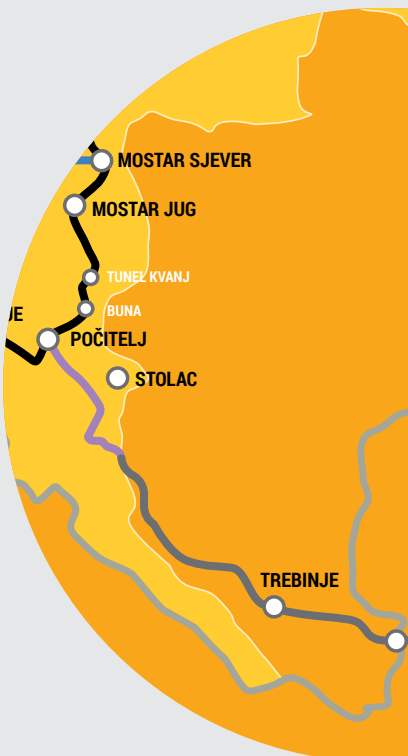 MOSTAR SJEVER
MOSTAR JUG
TUNEL KVANJ
BUNA
JE
POČITELJ
STOLAC
TREBINJE